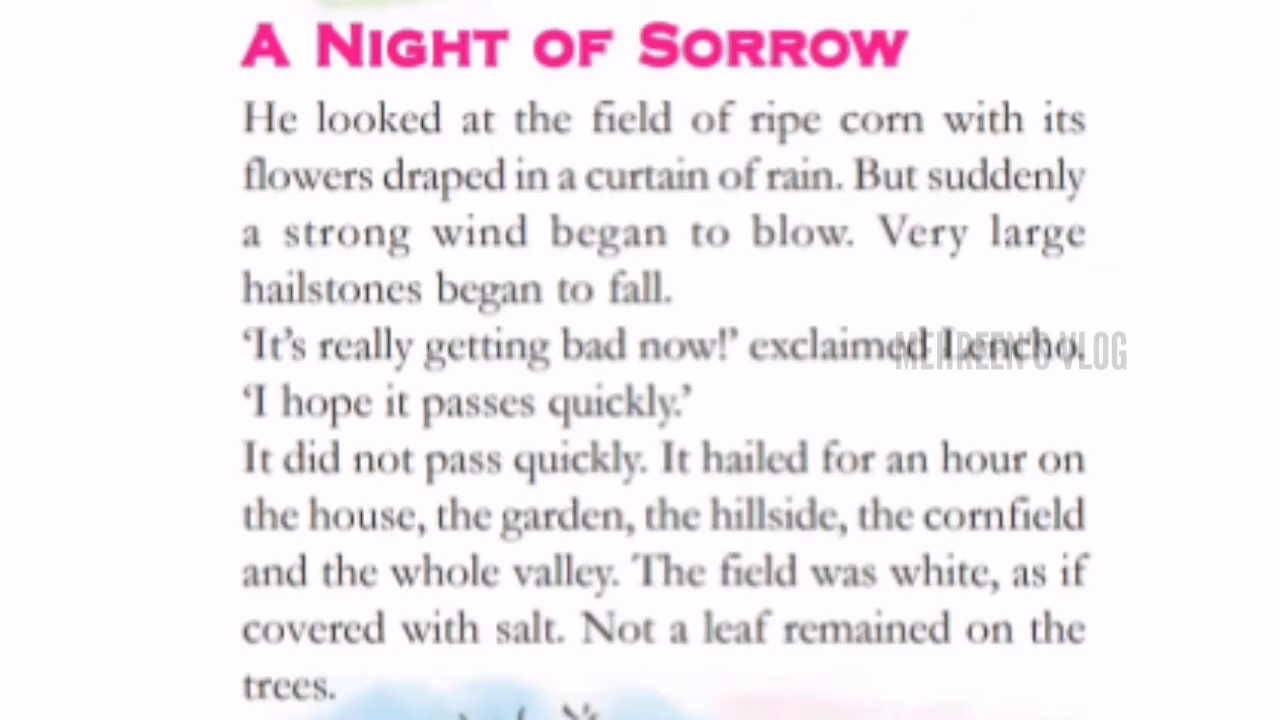 A NIGHT OF SORROW
He looked at the field of ripe corn with its
flowers draped in a curtain of rain. But suddenly
a strong wind began to blow. Very large
hailstones began to fall.
‘It’s really getting bad now!’ exclaimed Lencho.
MEHREEN'S VLOG
‘I hope it passes quickly.’
It did not pass quickly. It hailed for an hour on
the house, the garden, the hillside, the cornfield
and the whole valley. The field was white, as if
covered with salt. Not a leaf remained on the
trees.